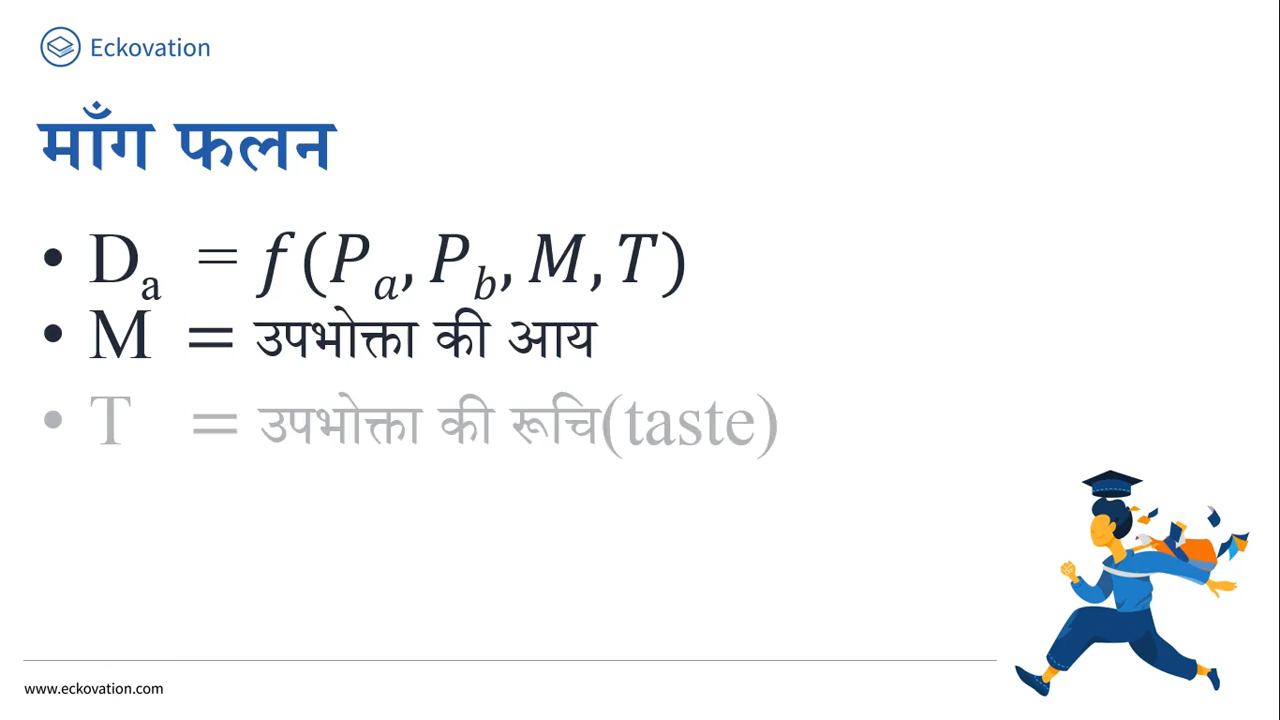 Eckovation
माँग फलन
• Dₐ = f(Pₐ, P_b, M, T)
• M = उपभोक्ता की आय
• T = उपभोक्ता की रूचि(taste)
www.eckovation.com